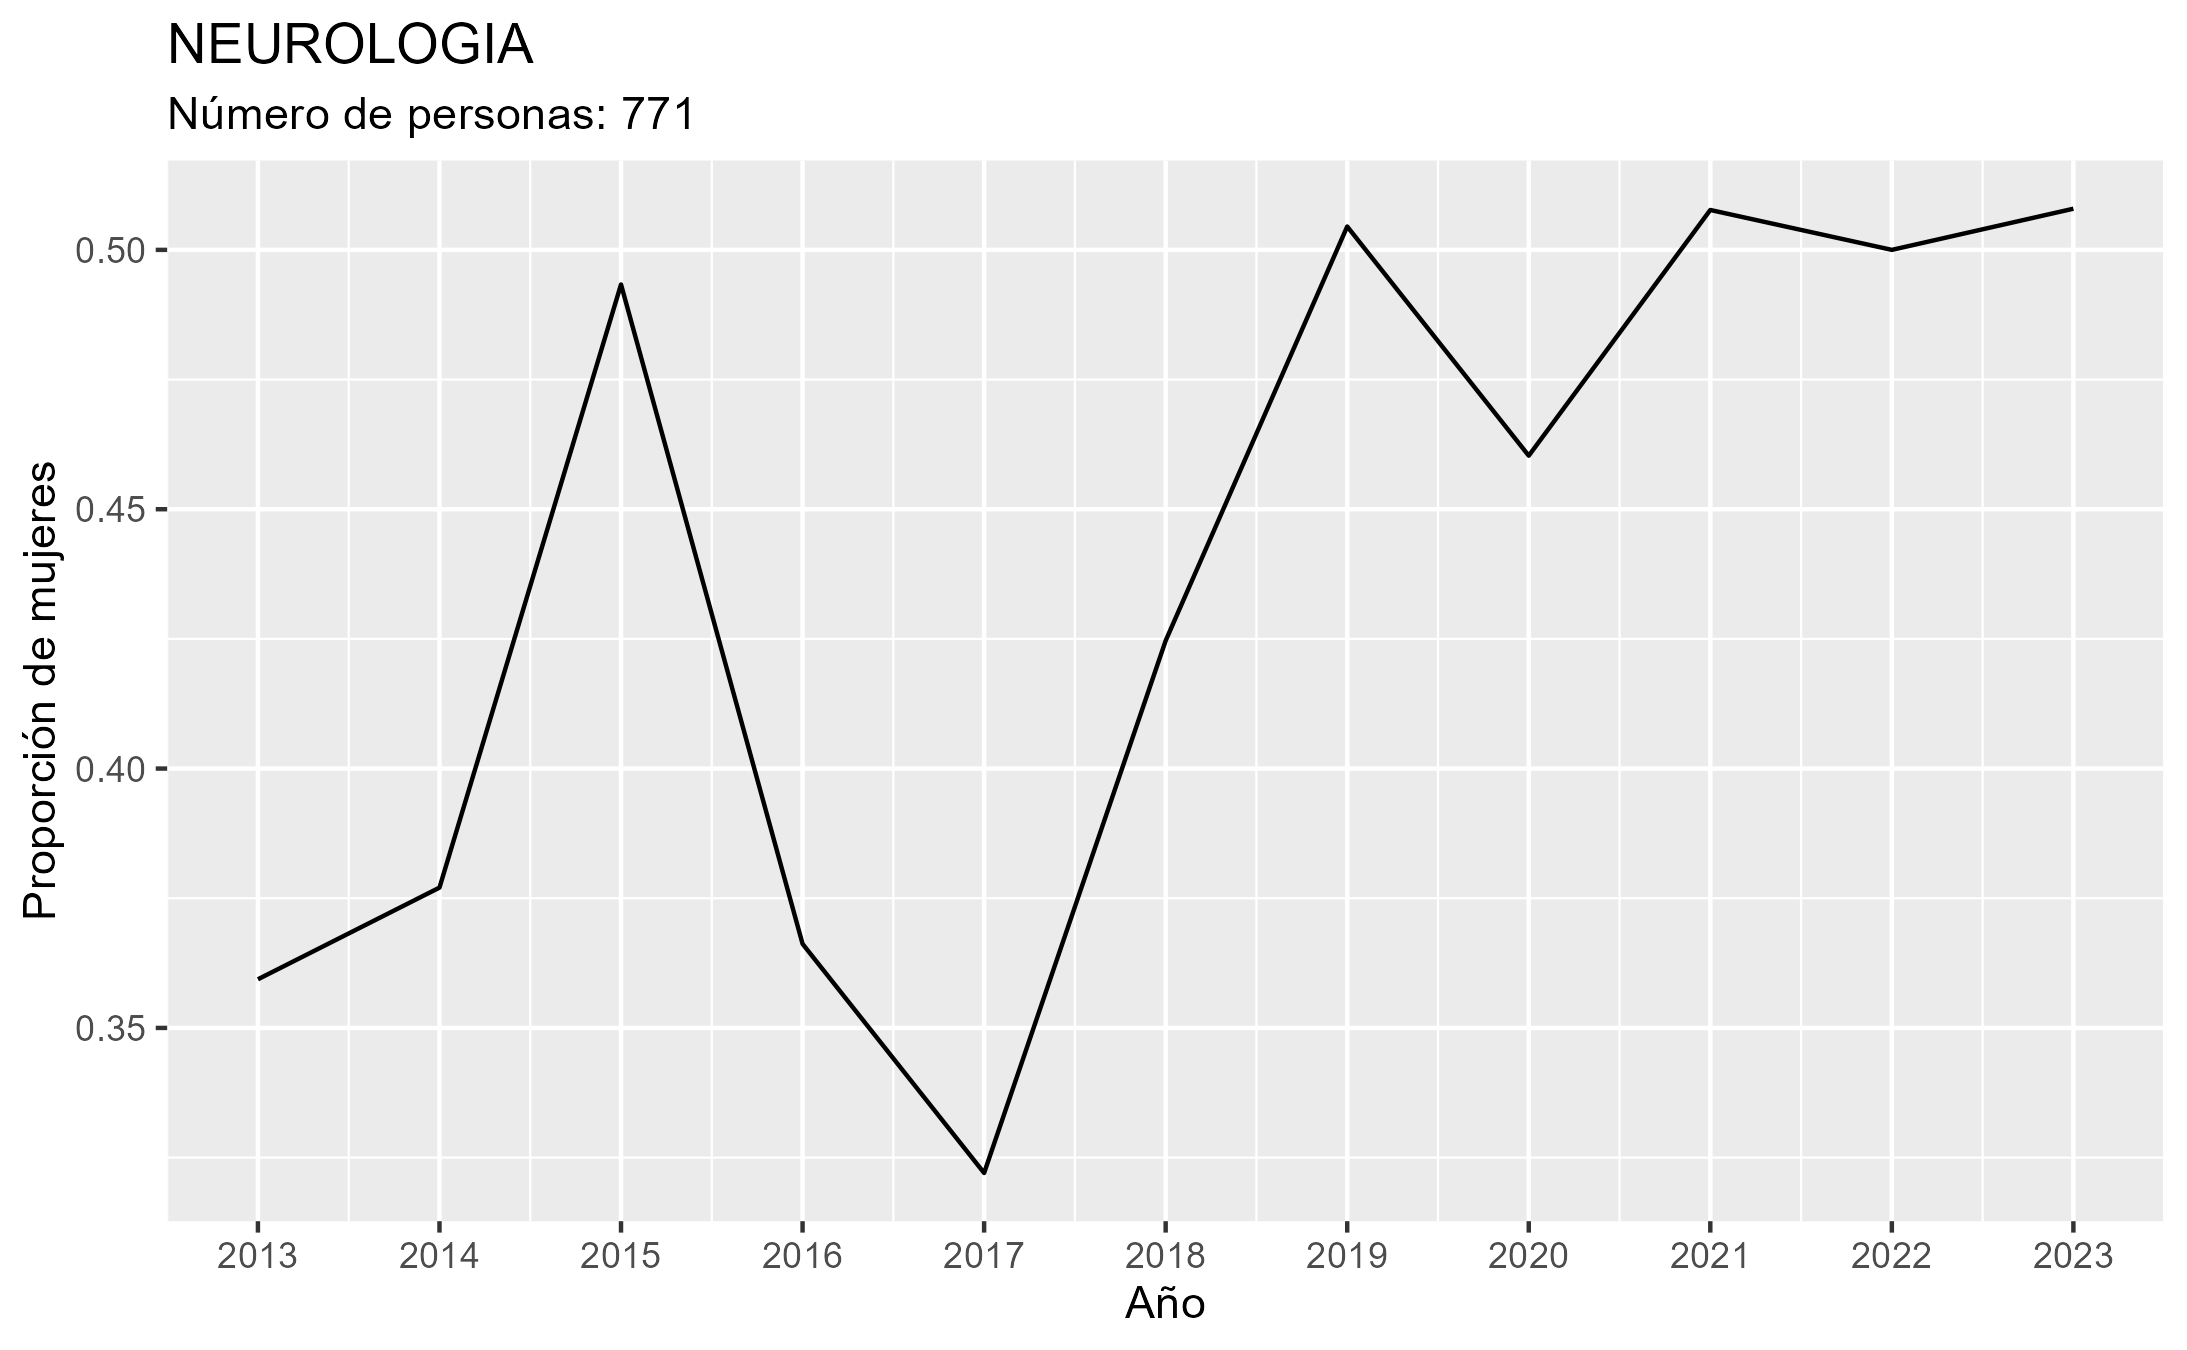 NEUROLOGIA
Número de personas: 771
Proporción de mujeres
0.50
0.45
0.40
0.35
2013 2014 2015 2016 2017 2018 2019 2020 2021 2022 2023
Año